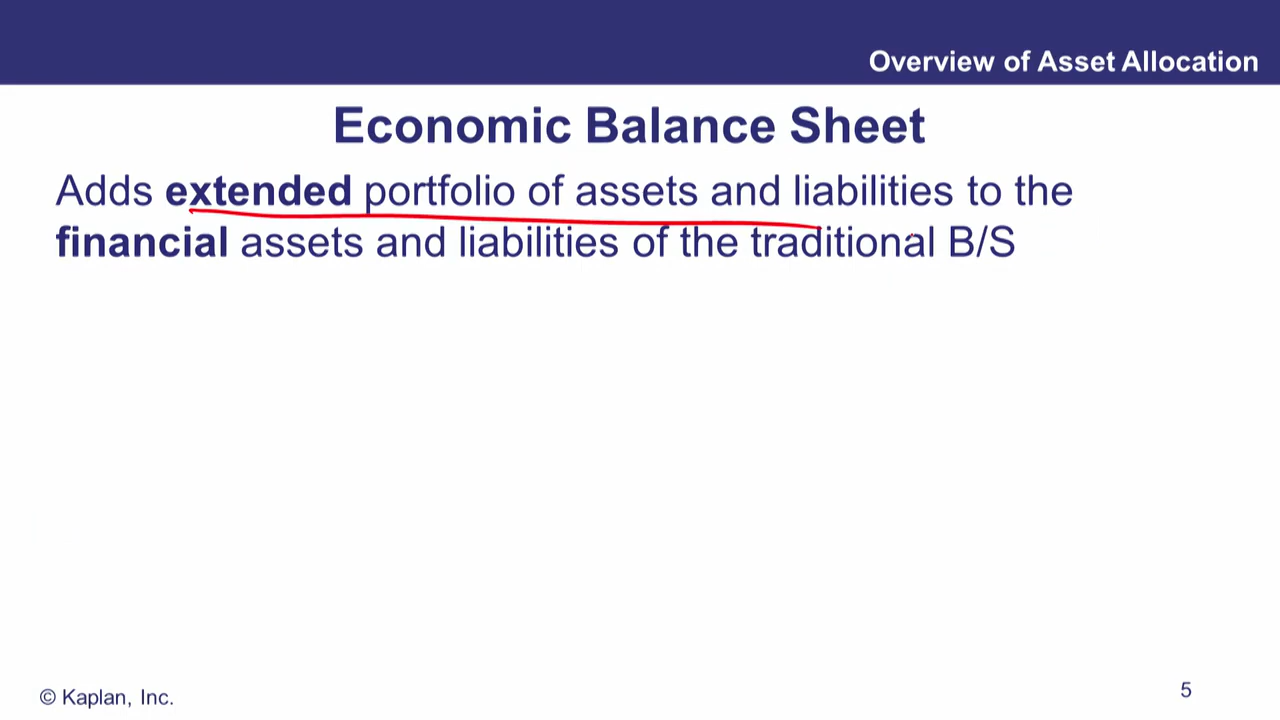 Overview of Asset Allocation
Economic Balance Sheet
Adds extended portfolio of assets and liabilities to the
financial assets and liabilities of the traditional B/S
© Kaplan, Inc.
5